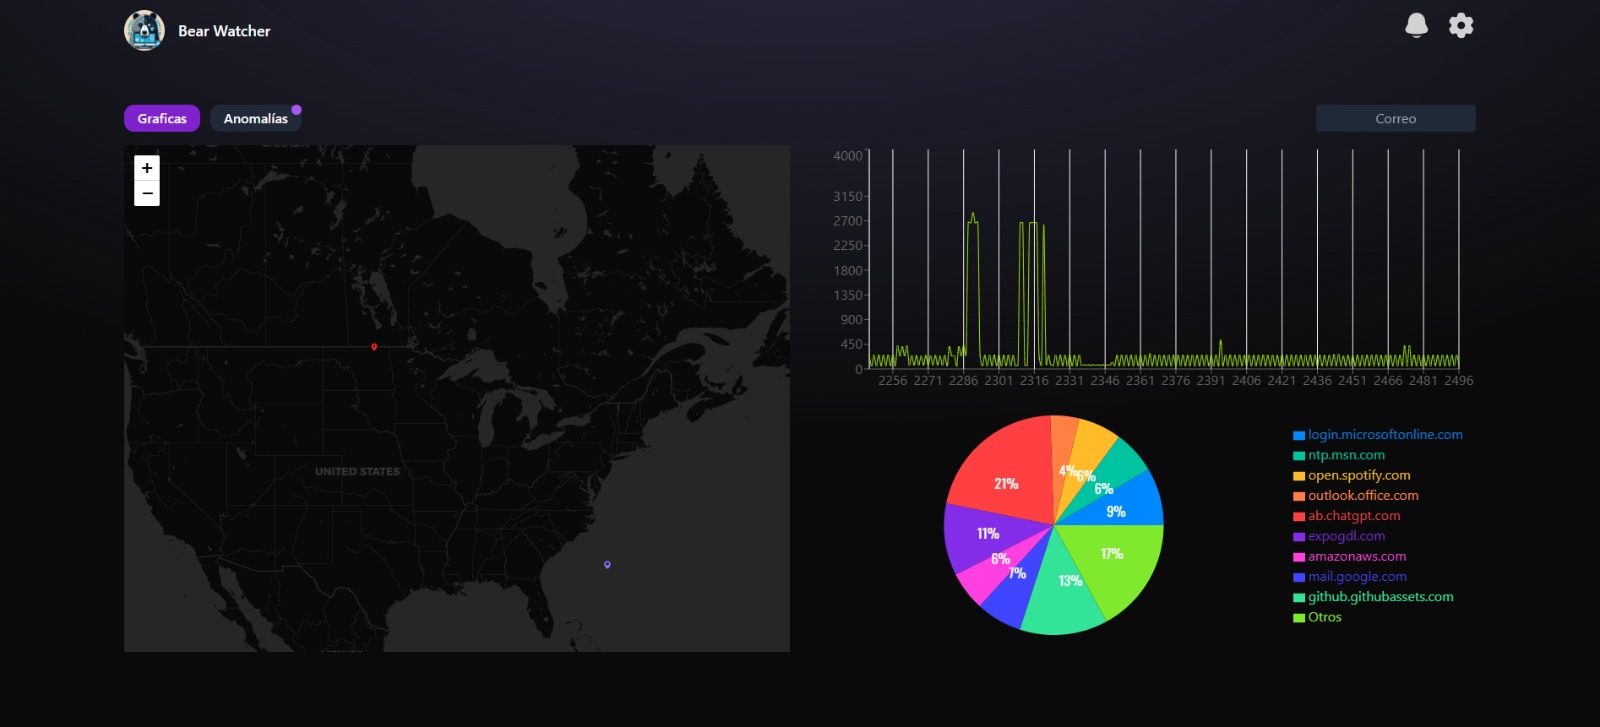 Bear Watcher
Graficas
Anomalías
Correo
+
−
UNITED STATES
4000
3150
2700
2250
1800
1350
900
450
0
2256 2271 2286 2301 2316 2331 2346 2361 2376 2391 2406 2421 2436 2451 2466 2481 2496
4%
6%
6%
9%
21%
11%
6%
7%
13%
17%
login.microsoftonline.com
ntp.msn.com
open.spotify.com
outlook.office.com
ab.chatgpt.com
expogdl.com
amazonaws.com
mail.google.com
github.githubassets.com
Otros